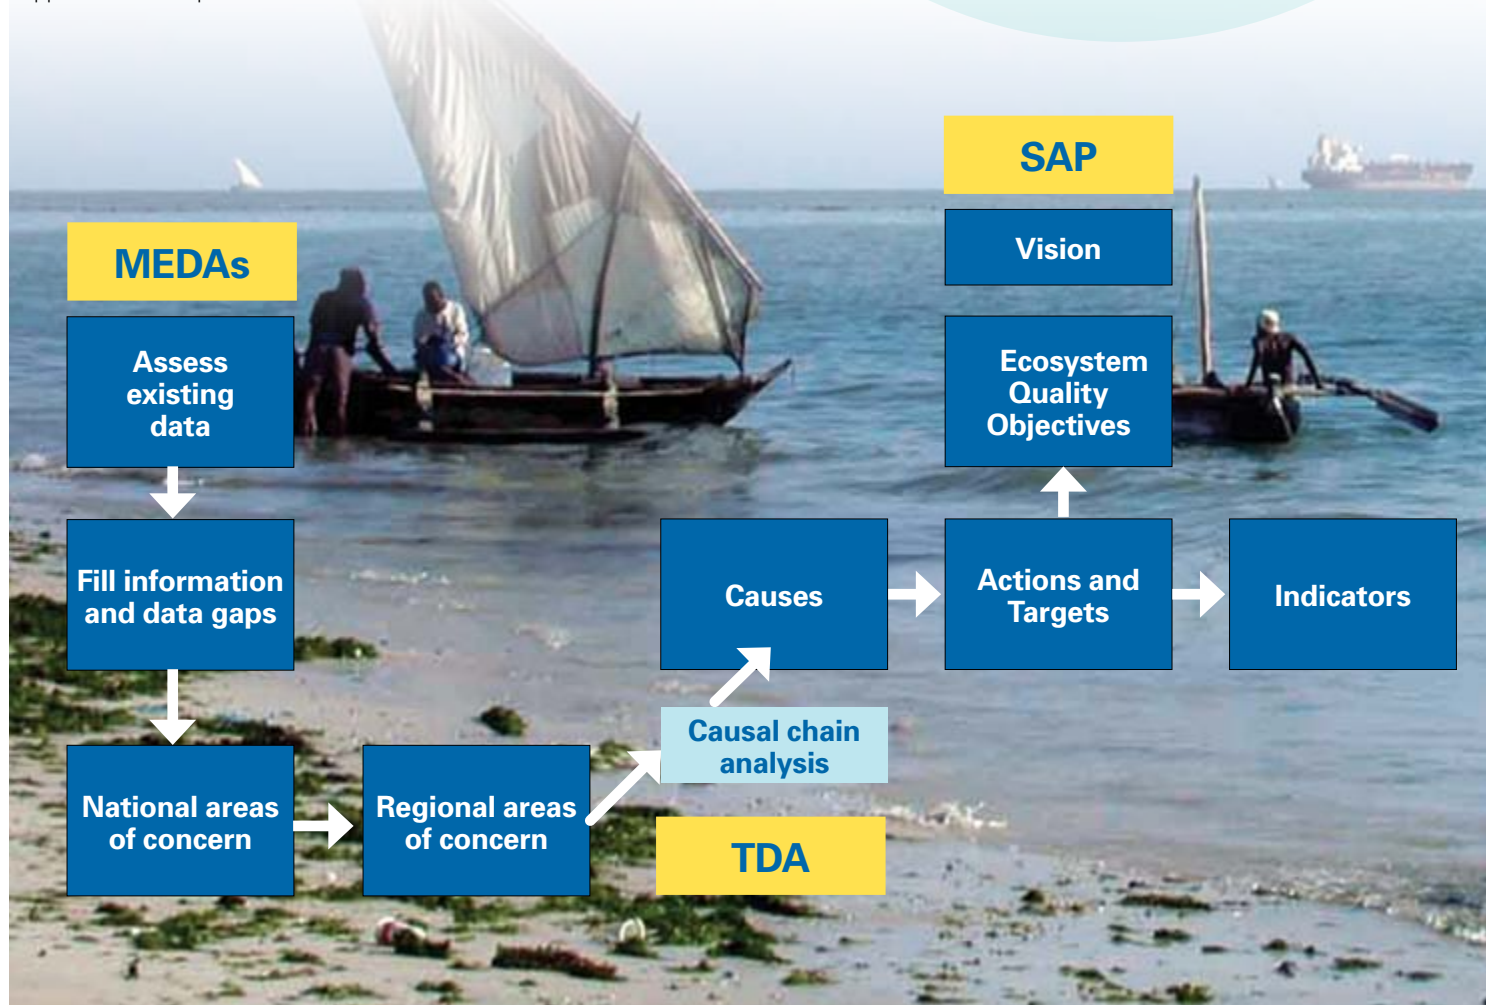 MEDAs
Assess
existing
data
Fill information
and data gaps
National areas
of concern
Regional areas
of concern
Causal chain
analysis
TDA
Causes
SAP
Vision
Ecosystem
Quality
Objectives
Actions and
Targets
Indicators